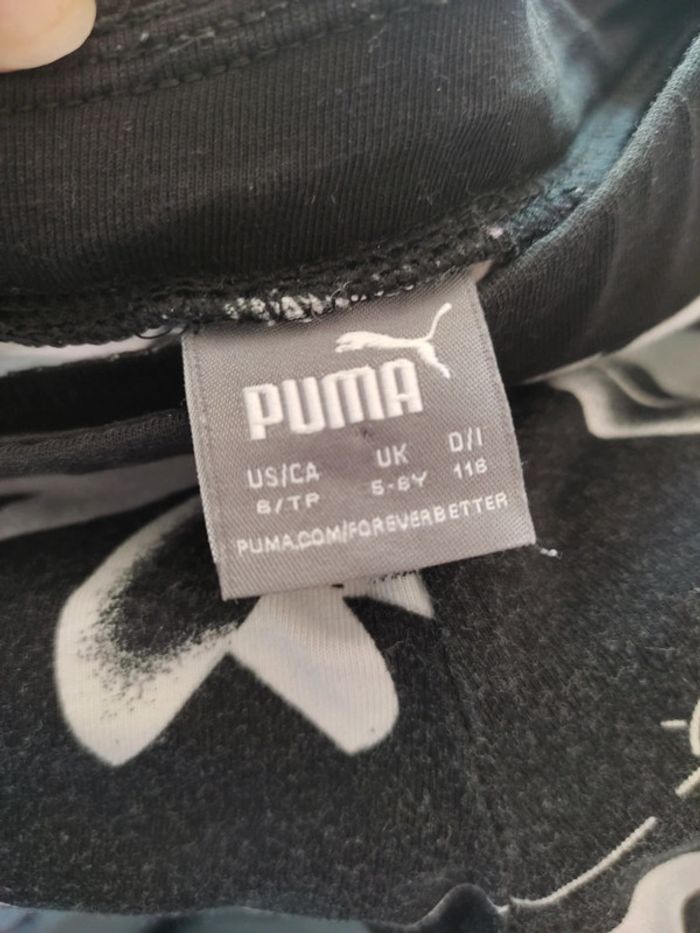 PUMA
US/CA UK D/I
6/TP 5-6Y 116
PUMA.COM/FOREVERBETTER